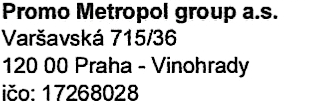 Promo Metropol group a.s.
Varšavská 715/36
120 00 Praha - Vinohrady
ičo: 17268028